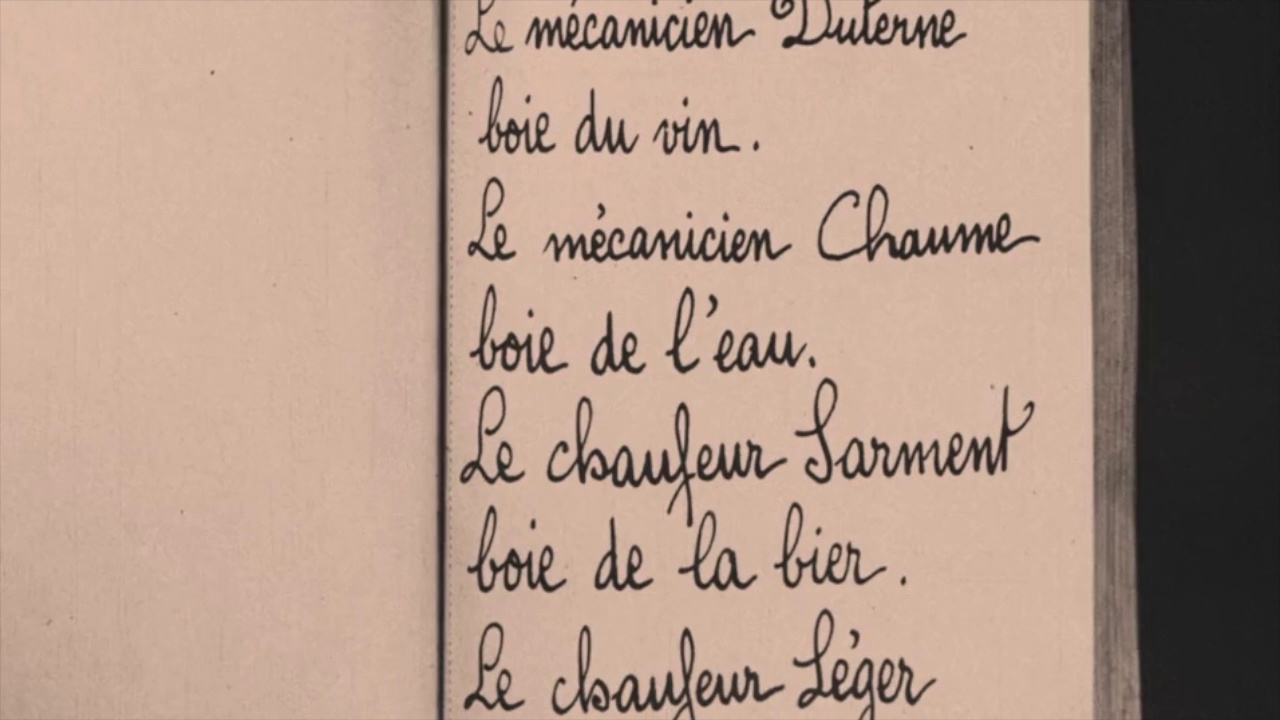 Le mécanicien Duterne
boie du vin.
Le mécanicien Chaume
boie de l'eau.
Le chaufeur Sarment
boie de la bier.
Le chaufeur Léger